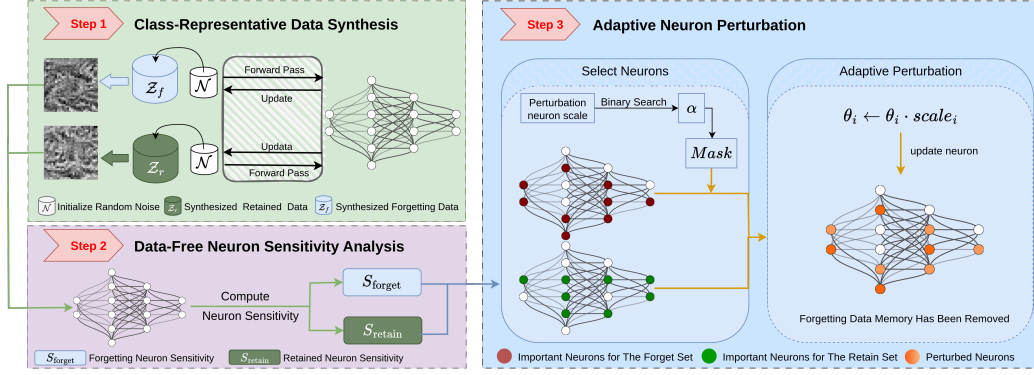 Step 1 Class-Representative Data Synthesis
𝒵_f
𝒩
Forward Pass
Update
𝒵_r
𝒩
Updata
Forward Pass
𝒩 Initialize Random Noise 𝒵_r Synthesized Retained Data 𝒵_f Synthesized Forgetting Data
Step 2 Data-Free Neuron Sensitivity Analysis
Compute
Neuron Sensitivity
S_forget
S_retain
S_forget Forgetting Neuron Sensitivity S_retain Retained Neuron Sensitivity
Step 3 Adaptive Neuron Perturbation
Select Neurons
Perturbation
neuron scale
Binary Search
α
Mask
Adaptive Perturbation
θ_i ← θ_i · scale_i
update neuron
Forgetting Data Memory Has Been Removed
Important Neurons for The Forget Set Important Neurons for The Retain Set Perturbed Neurons